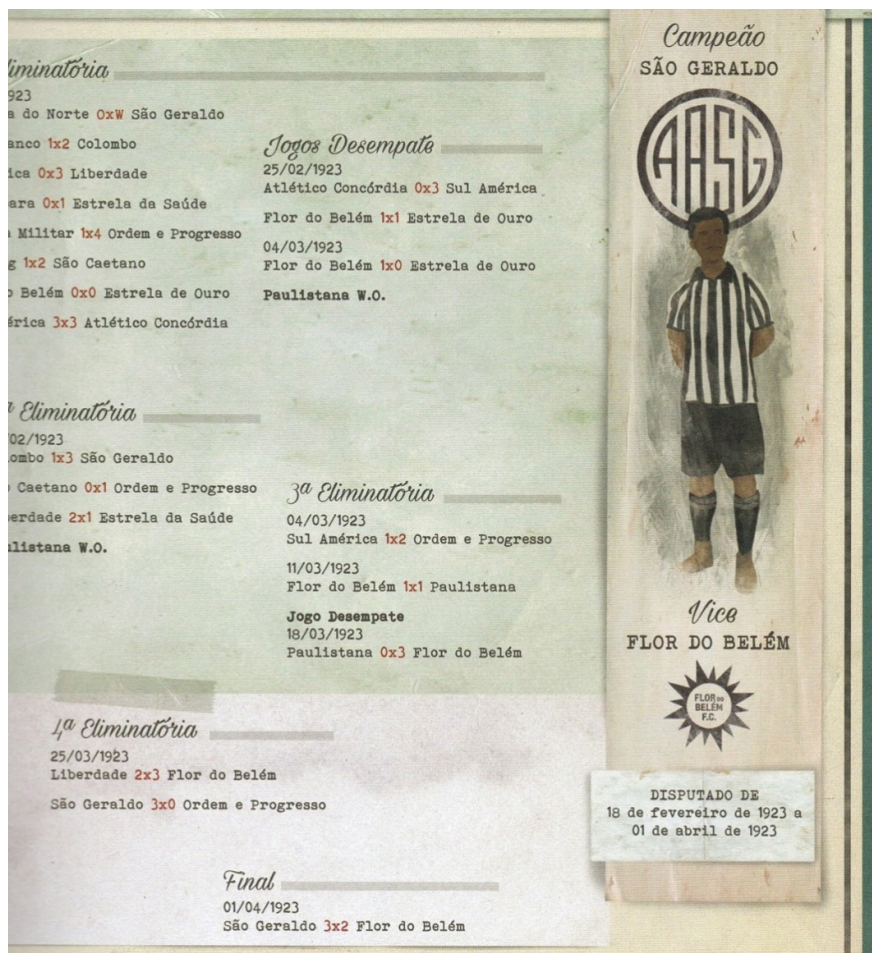 liminatória
923
a do Norte 0xW São Geraldo
anco 1x2 Colombo
ica 0x3 Liberdade
ara 0x1 Estrela da Saúde
Militar 1x4 Ordem e Progresso
g 1x2 São Caetano
o Belém 0x0 Estrela de Ouro
érica 3x3 Atlético Concórdia
Jogos Desempate
25/02/1923
Atlético Concórdia 0x3 Sul América
Flor do Belém 1x1 Estrela de Ouro
04/03/1923
Flor do Belém 1x0 Estrela de Ouro
Paulistana W.O.
ª Eliminatória
02/1923
ombo 1x3 São Geraldo
Caetano 0x1 Ordem e Progresso
erdade 2x1 Estrela da Saúde
ulistana W.O.
3ª Eliminatória
04/03/1923
Sul América 1x2 Ordem e Progresso
11/03/1923
Flor do Belém 1x1 Paulistana
Jogo Desempate
18/03/1923
Paulistana 0x3 Flor do Belém
4ª Eliminatória
25/03/1923
Liberdade 2x3 Flor do Belém
São Geraldo 3x0 Ordem e Progresso
Final
01/04/1923
São Geraldo 3x2 Flor do Belém
Campeão
SÃO GERALDO
AASG
Vice
FLOR DO BELÉM
FLOR DO
BELÉM
F.C.
DISPUTADO DE
18 de fevereiro de 1923 a
01 de abril de 1923